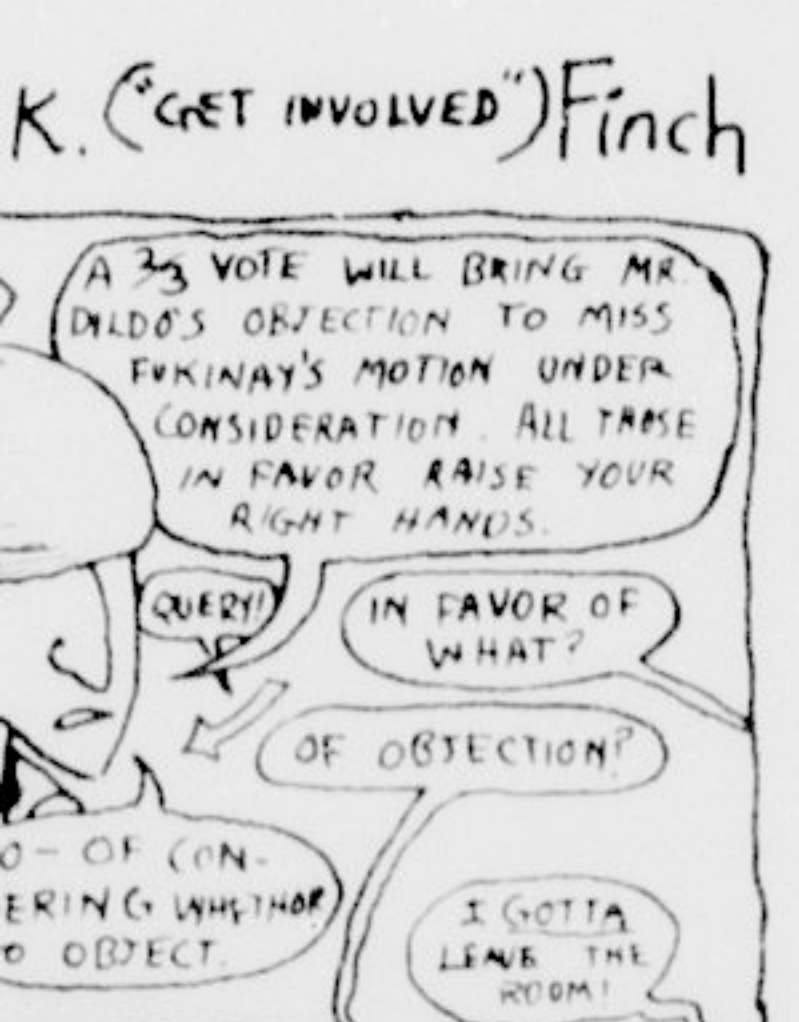 K. ("GET INVOLVED") Finch
A 2/3 VOTE WILL BRING MR.
DILDO'S OBJECTION TO MISS
FUKINAY'S MOTION UNDER
CONSIDERATION. ALL THOSE
IN FAVOR RAISE YOUR
RIGHT HANDS.
QUERY!
IN FAVOR OF
WHAT?
OF OBJECTION?
O- OF CON-
ERING WHETHOR
O OBJECT.
I GOTTA
LEAVE THE
ROOM!